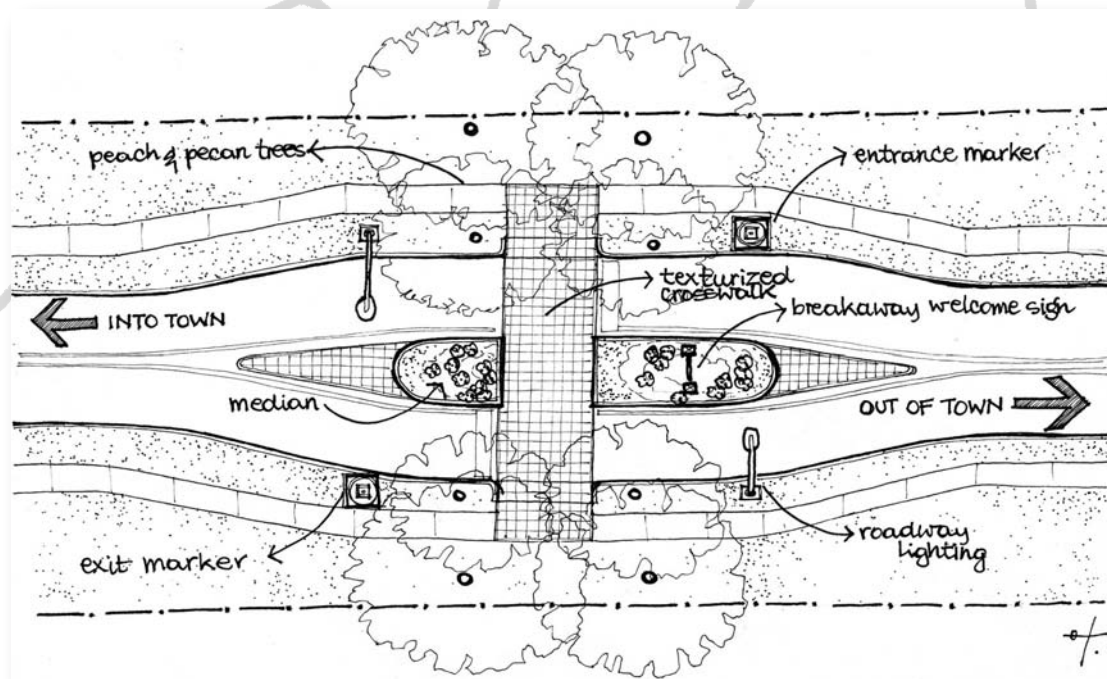 peach & pecan trees
entrance marker
texturized
crosswalk
breakaway welcome sign
INTO TOWN
median
OUT OF TOWN
exit marker
roadway
lighting